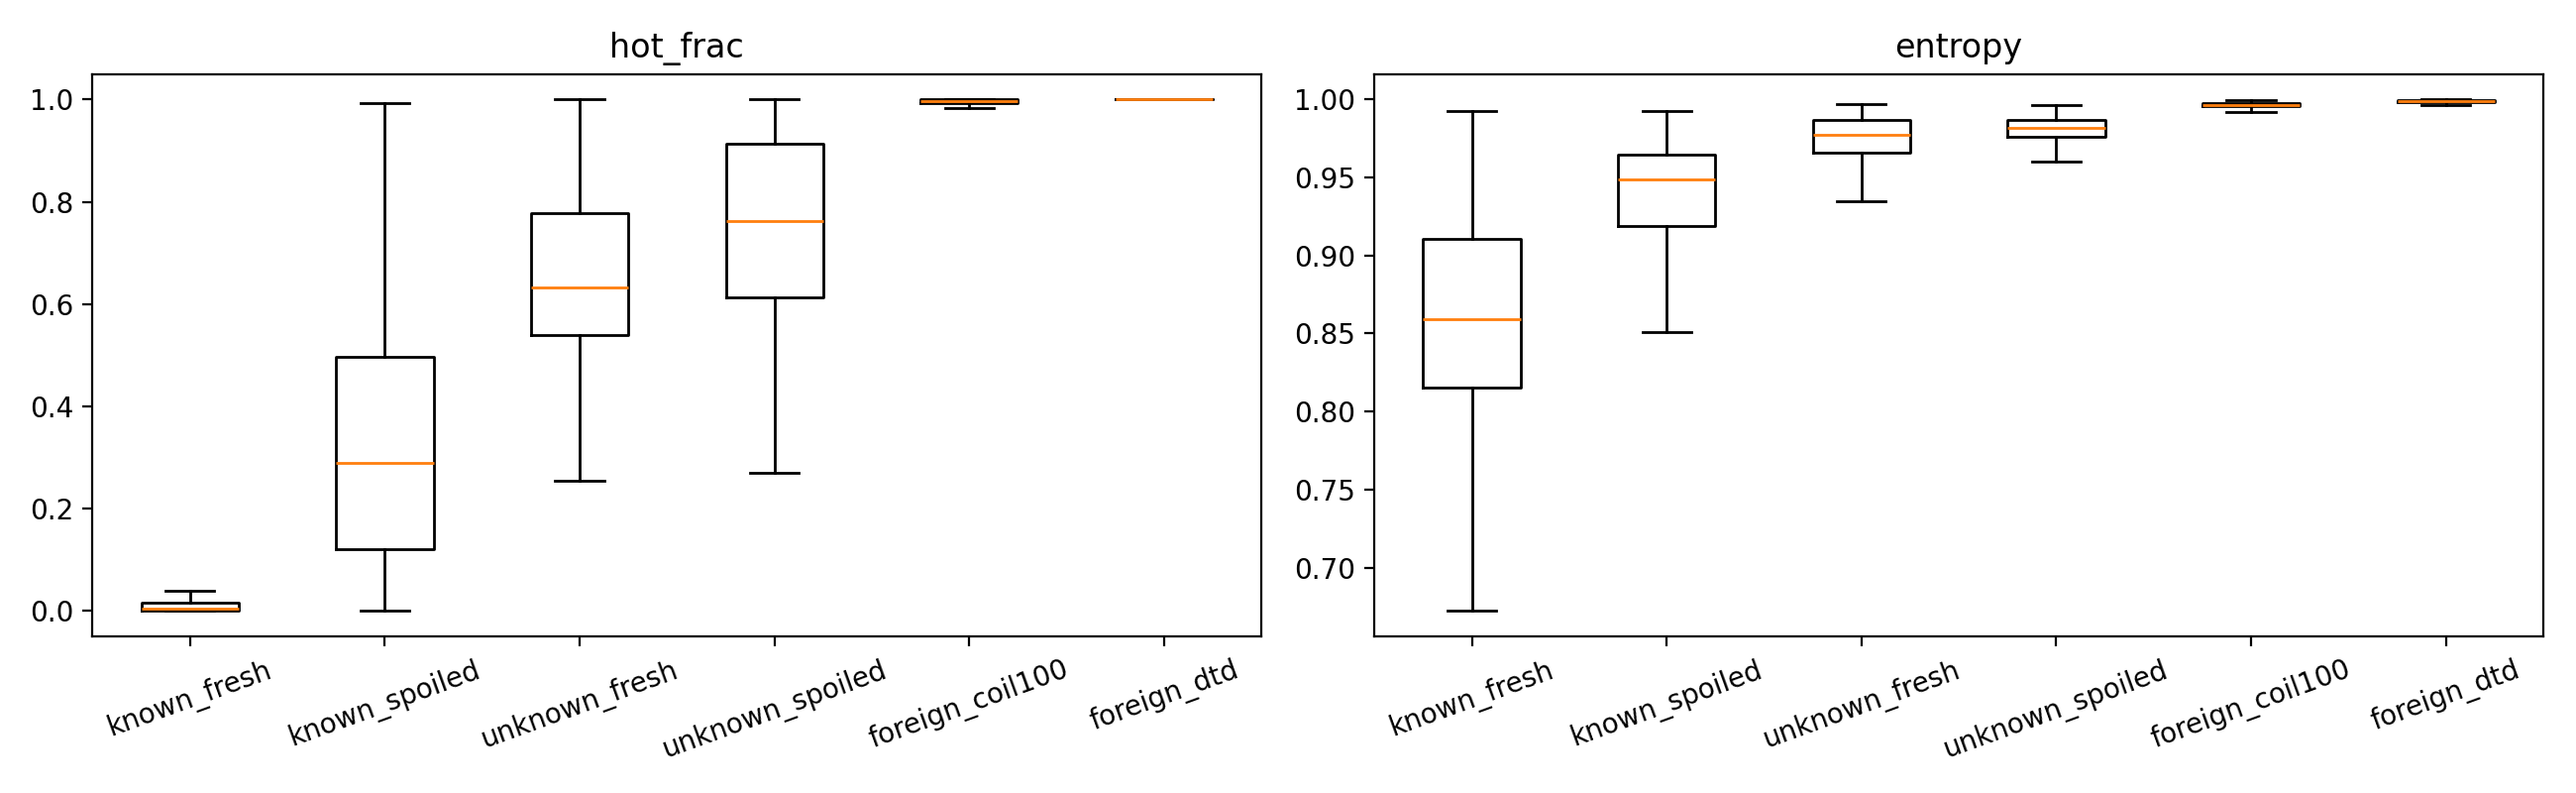 hot_frac
1.0
0.8
0.6
0.4
0.2
0.0
known_fresh
known_spoiled
unknown_fresh
unknown_spoiled
foreign_coil100
foreign_dtd
entropy
1.00
0.95
0.90
0.85
0.80
0.75
0.70
known_fresh
known_spoiled
unknown_fresh
unknown_spoiled
foreign_coil100
foreign_dtd